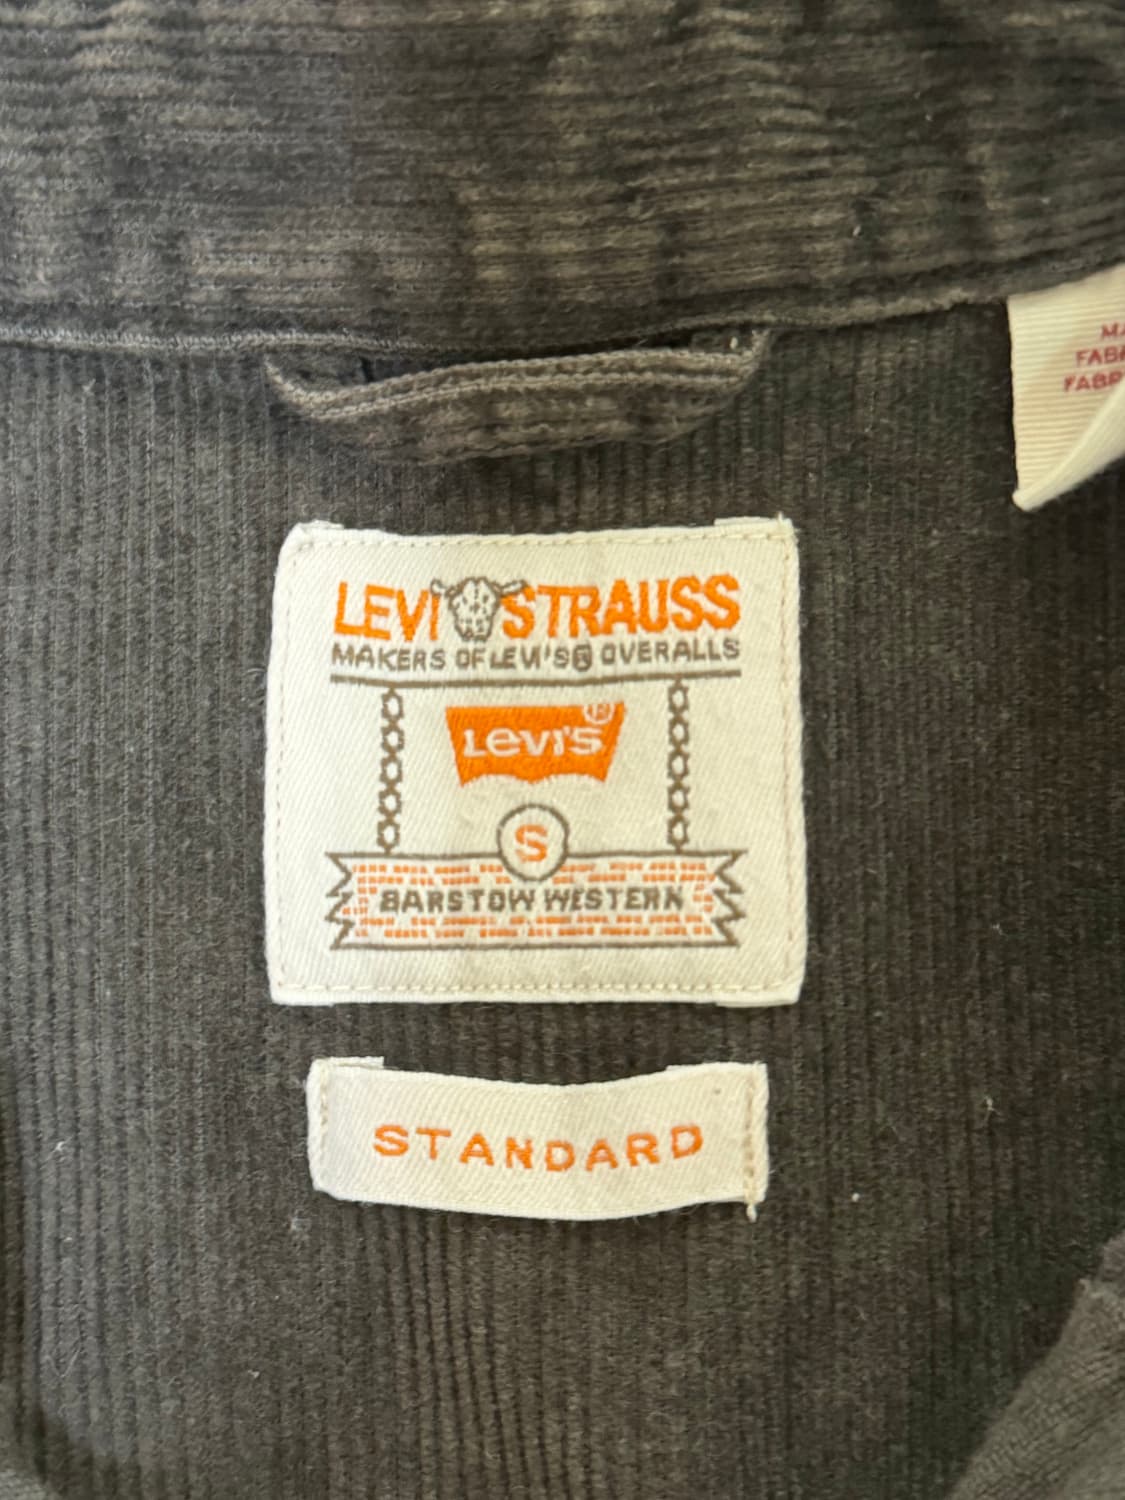 LEVI STRAUSS
MAKERS OF LEVI'S® OVERALLS
Levi's®
S
BARSTOW WESTERN
STANDARD